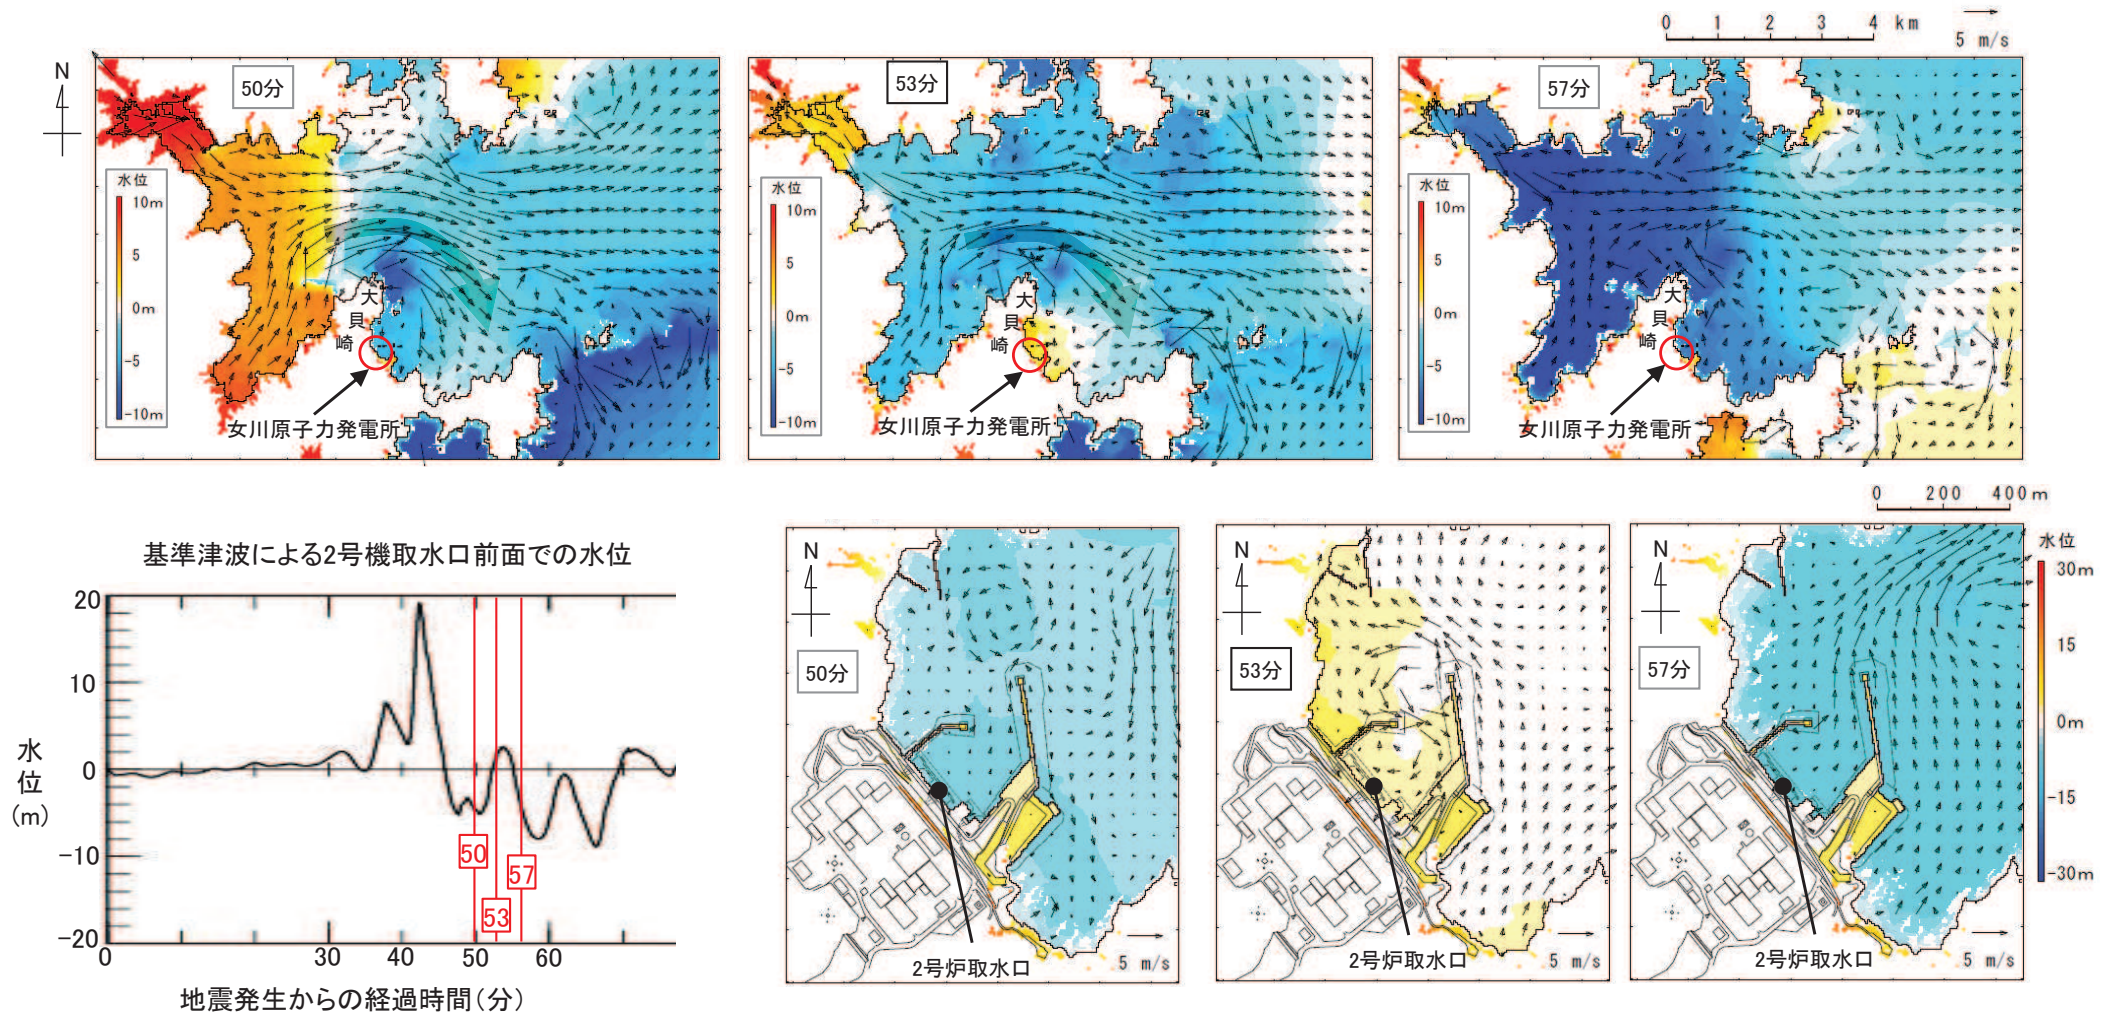 0 1 2 3 4 km
5 m/s
N
50分
水位
10m
5
0m
−5
−10m
大
貝
崎
女川原子力発電所
53分
水位
10m
5
0m
−5
−10m
大
貝
崎
女川原子力発電所
57分
水位
10m
5
0m
−5
−10m
大
貝
崎
女川原子力発電所
基準津波による2号機取水口前面での水位
水
位
(m)
20
10
0
−10
−20
50
53
57
0 30 40 50 60
地震発生からの経過時間(分)
0 200 400m
N
50分
2号炉取水口
5 m/s
N
53分
2号炉取水口
5 m/s
N
57分
2号炉取水口
5 m/s
水位
30m
15
0m
−15
−30m